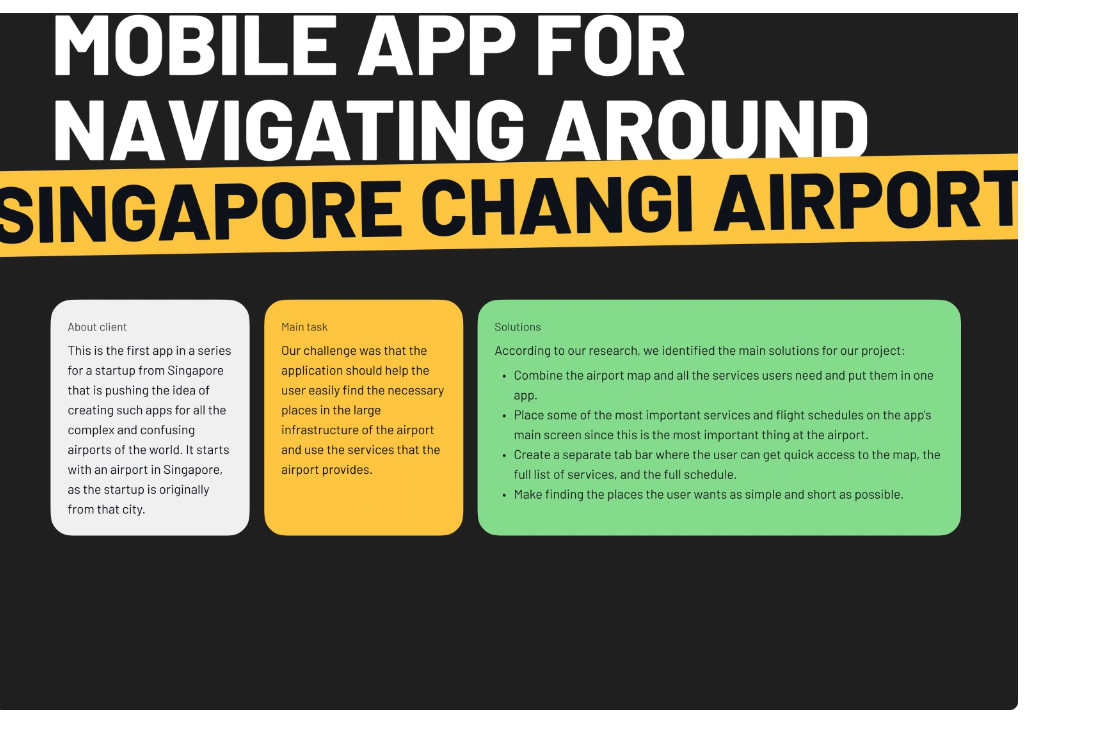 MOBILE APP FOR
NAVIGATING AROUND
SINGAPORE CHANGI AIRPORT
About client
This is the first app in a series
for a startup from Singapore
that is pushing the idea of
creating such apps for all the
complex and confusing
airports of the world. It starts
with an airport in Singapore,
as the startup is originally
from that city.
Main task
Our challenge was that the
application should help the
user easily find the necessary
places in the large
infrastructure of the airport
and use the services that the
airport provides.
Solutions
According to our research, we identified the main solutions for our project:
• Combine the airport map and all the services users need and put them in one
app.
• Place some of the most important services and flight schedules on the app's
main screen since this is the most important thing at the airport.
• Create a separate tab bar where the user can get quick access to the map, the
full list of services, and the full schedule.
• Make finding the places the user wants as simple and short as possible.